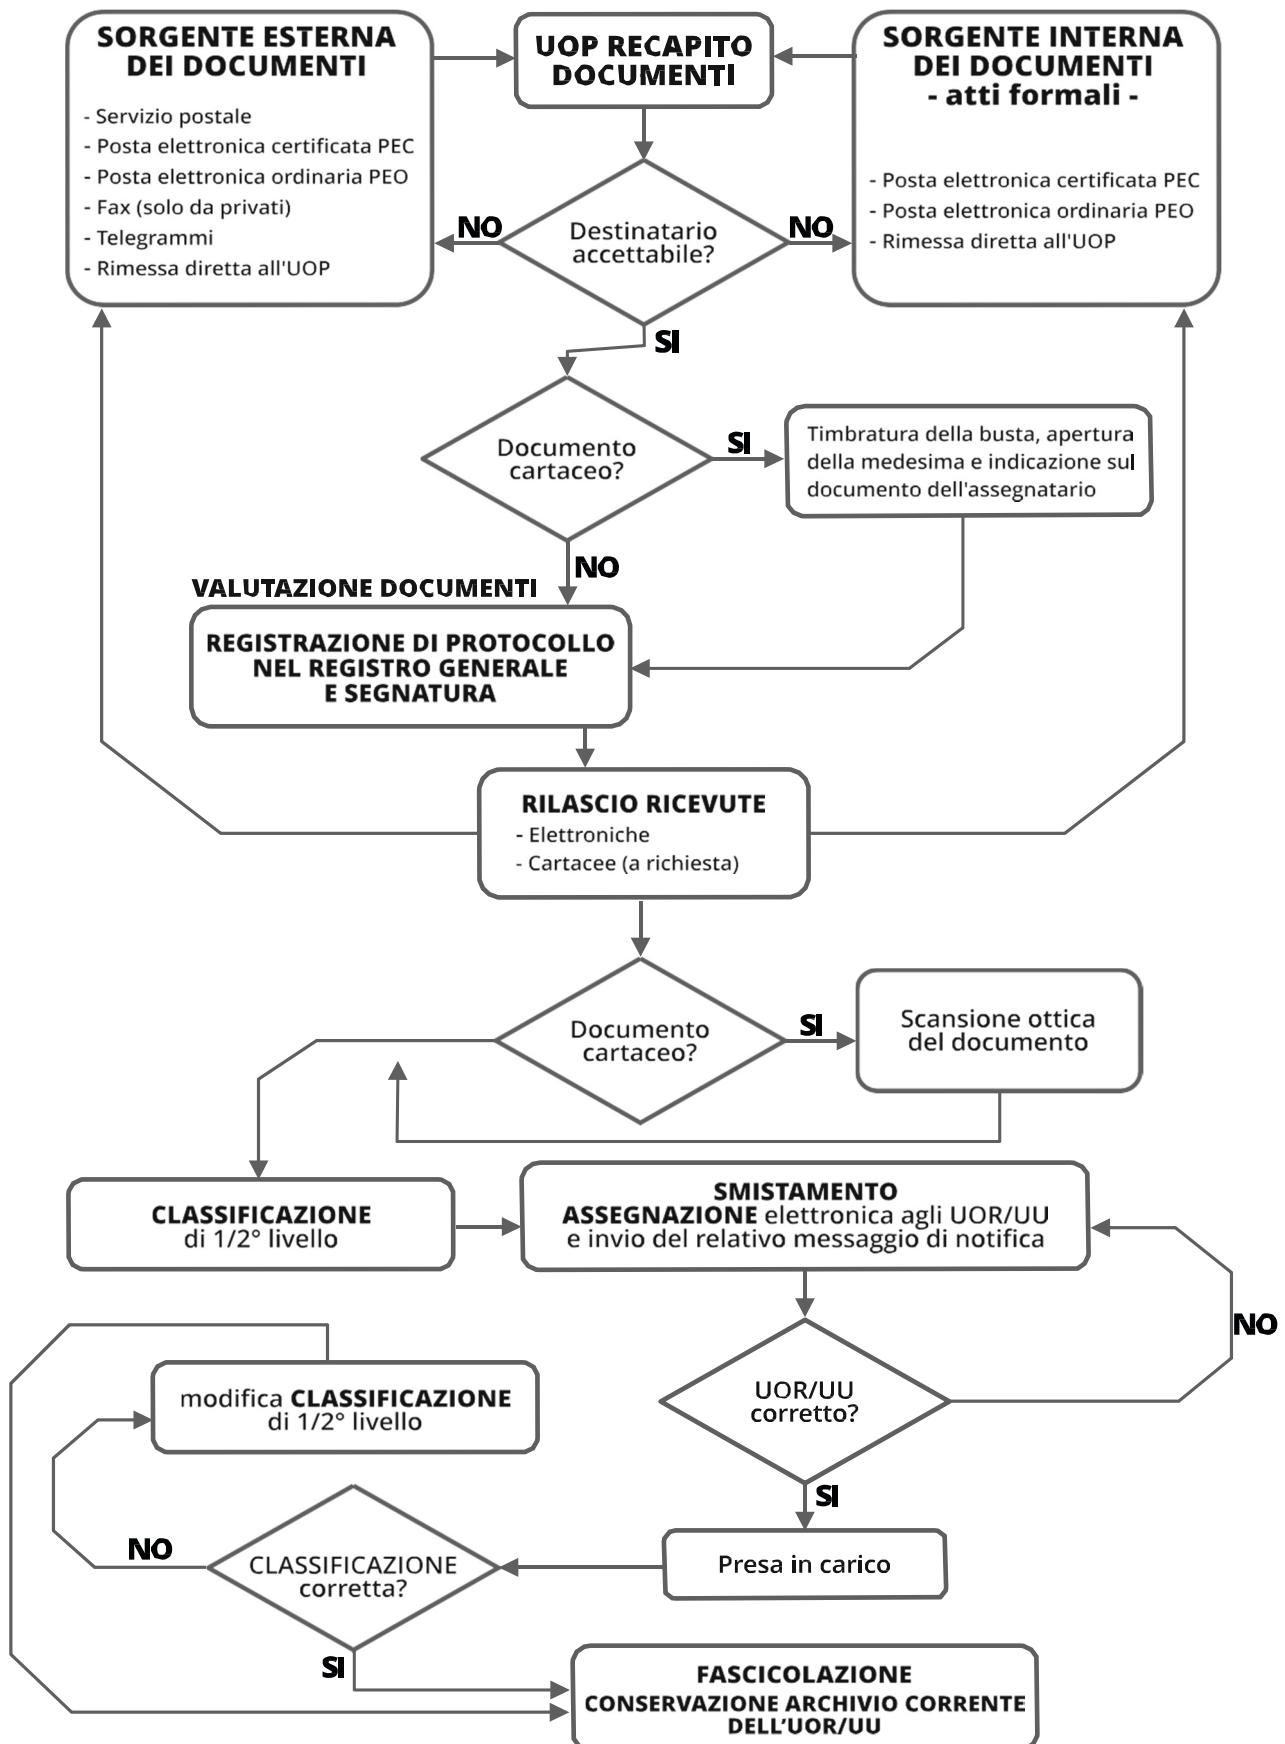 SORGENTE ESTERNA
DEI DOCUMENTI
- Servizio postale
- Posta elettronica certificata PEC
- Posta elettronica ordinaria PEO
- Fax (solo da privati)
- Telegrammi
- Rimessa diretta all'UOP
UOP RECAPITO
DOCUMENTI
SORGENTE INTERNA
DEI DOCUMENTI
- atti formali -
- Posta elettronica certificata PEC
- Posta elettronica ordinaria PEO
- Rimessa diretta all'UOP
NO
Destinatario
accettabile?
NO
SI
Documento
cartaceo?
SI
Timbratura della busta, apertura
della medesima e indicazione sul
documento dell'assegnatario
NO
VALUTAZIONE DOCUMENTI
REGISTRAZIONE DI PROTOCOLLO
NEL REGISTRO GENERALE
E SEGNATURA
RILASCIO RICEVUTE
- Elettroniche
- Cartacee (a richiesta)
Documento
cartaceo?
SI
Scansione ottica
del documento
CLASSIFICAZIONE
di 1/2° livello
SMISTAMENTO
ASSEGNAZIONE elettronica agli UOR/UU
e invio del relativo messaggio di notifica
NO
UOR/UU
corretto?
modifica CLASSIFICAZIONE
di 1/2° livello
SI
Presa in carico
NO
CLASSIFICAZIONE
corretta?
SI
FASCICOLAZIONE
CONSERVAZIONE ARCHIVIO CORRENTE
DELL'UOR/UU